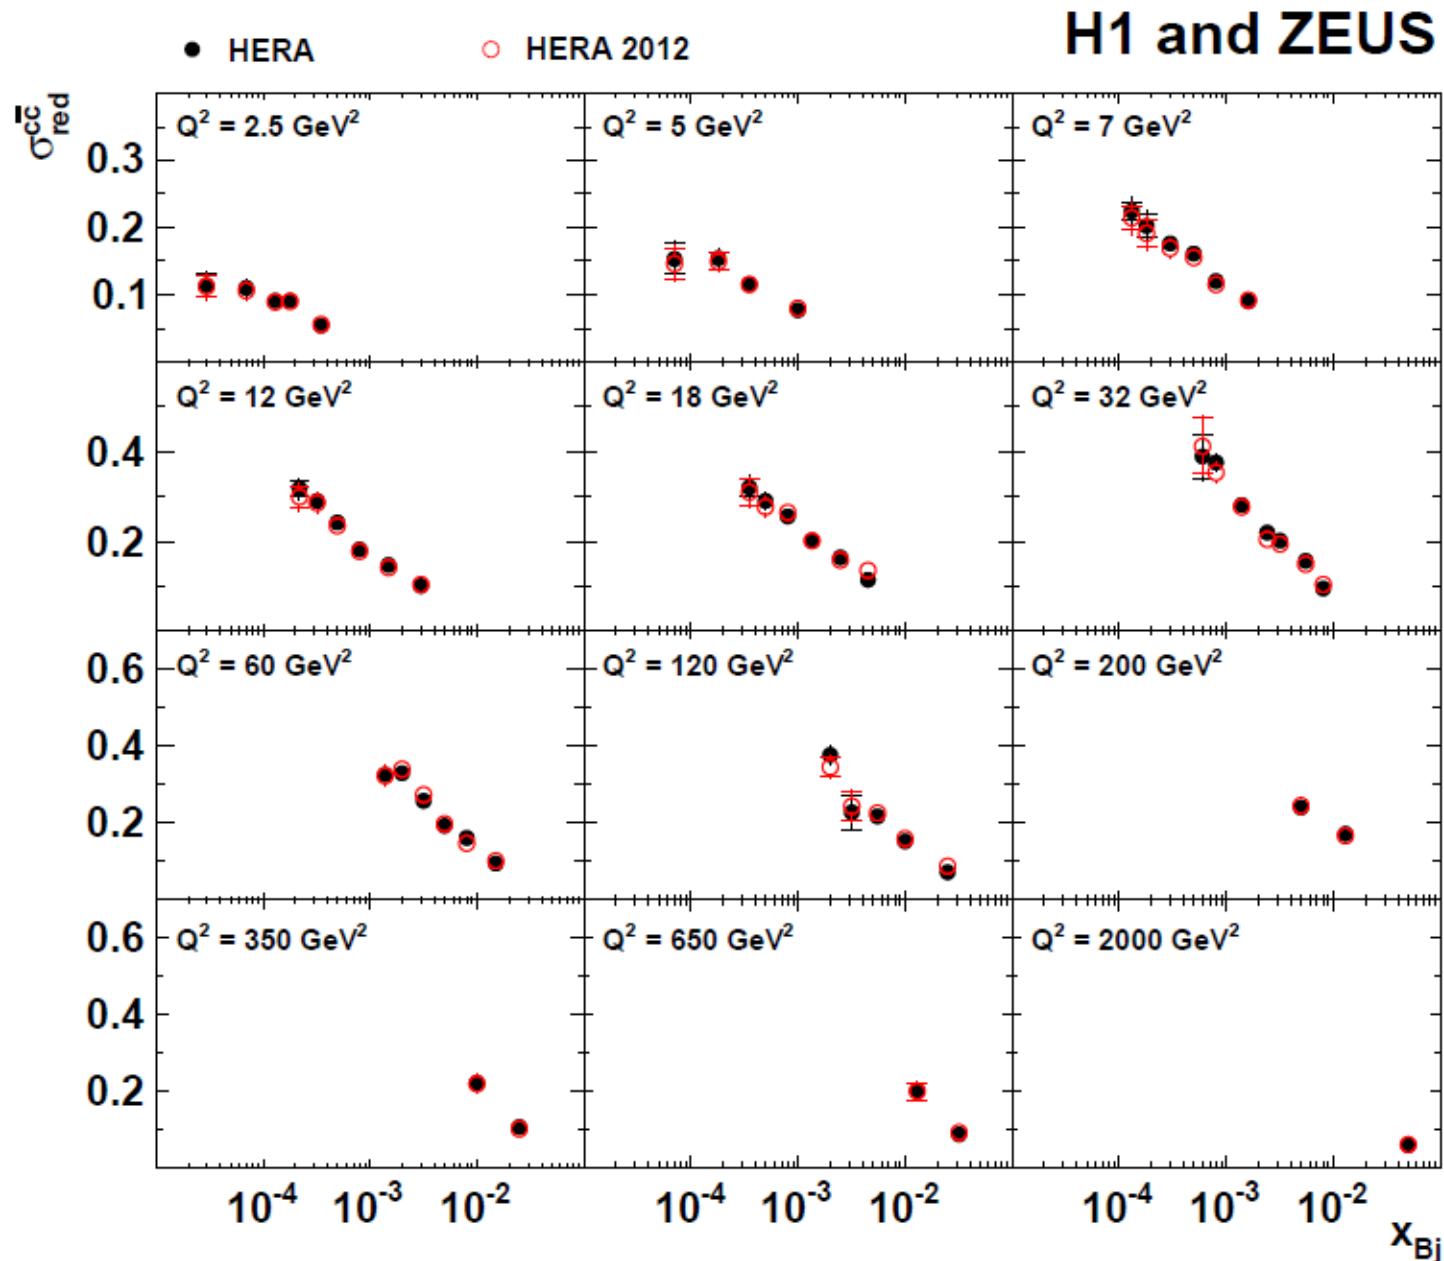 H1 and ZEUS
HERA
HERA 2012
σ^{cc̄}_{red}
Q² = 2.5 GeV²
Q² = 5 GeV²
Q² = 7 GeV²
0.3
0.2
0.1
Q² = 12 GeV²
Q² = 18 GeV²
Q² = 32 GeV²
0.4
0.2
Q² = 60 GeV²
Q² = 120 GeV²
Q² = 200 GeV²
0.6
0.4
0.2
Q² = 350 GeV²
Q² = 650 GeV²
Q² = 2000 GeV²
0.6
0.4
0.2
10⁻⁴ 10⁻³ 10⁻² 10⁻⁴ 10⁻³ 10⁻² 10⁻⁴ 10⁻³ 10⁻²
x_{Bj}